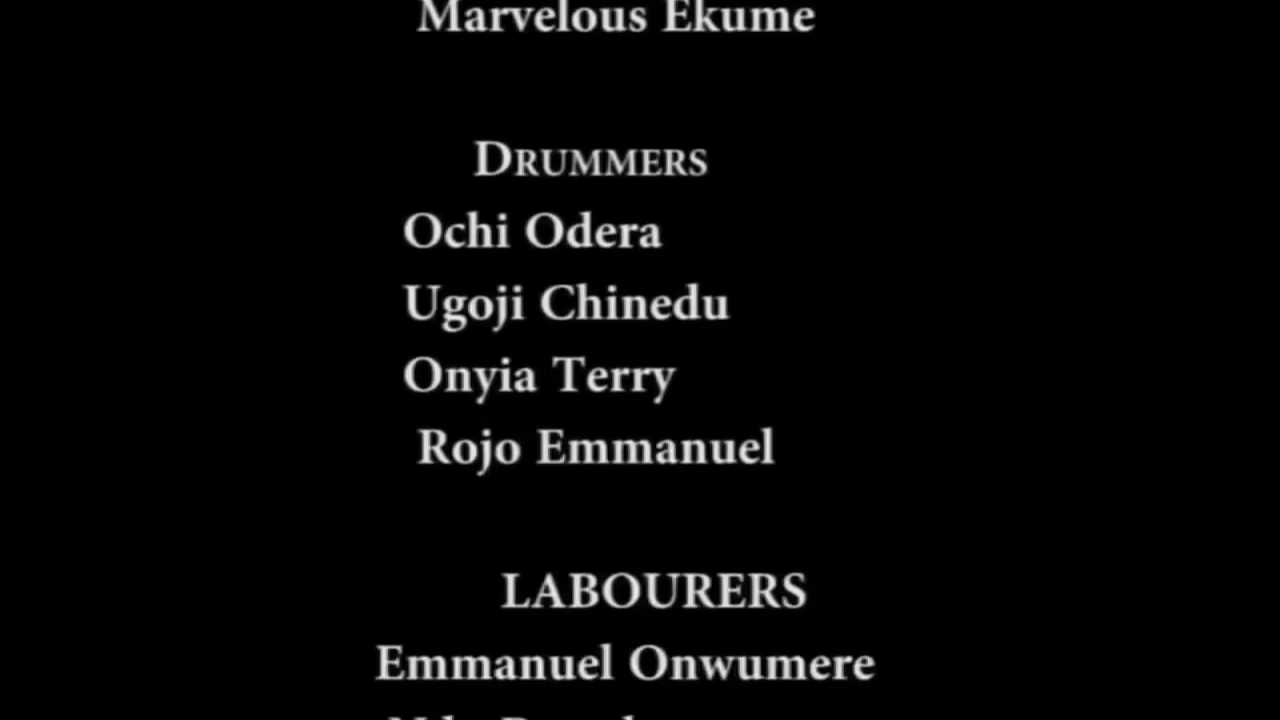 Marvelous Ekume
DRUMMERS
Ochi Odera
Ugoji Chinedu
Onyia Terry
Rojo Emmanuel
LABOURERS
Emmanuel Onwumere